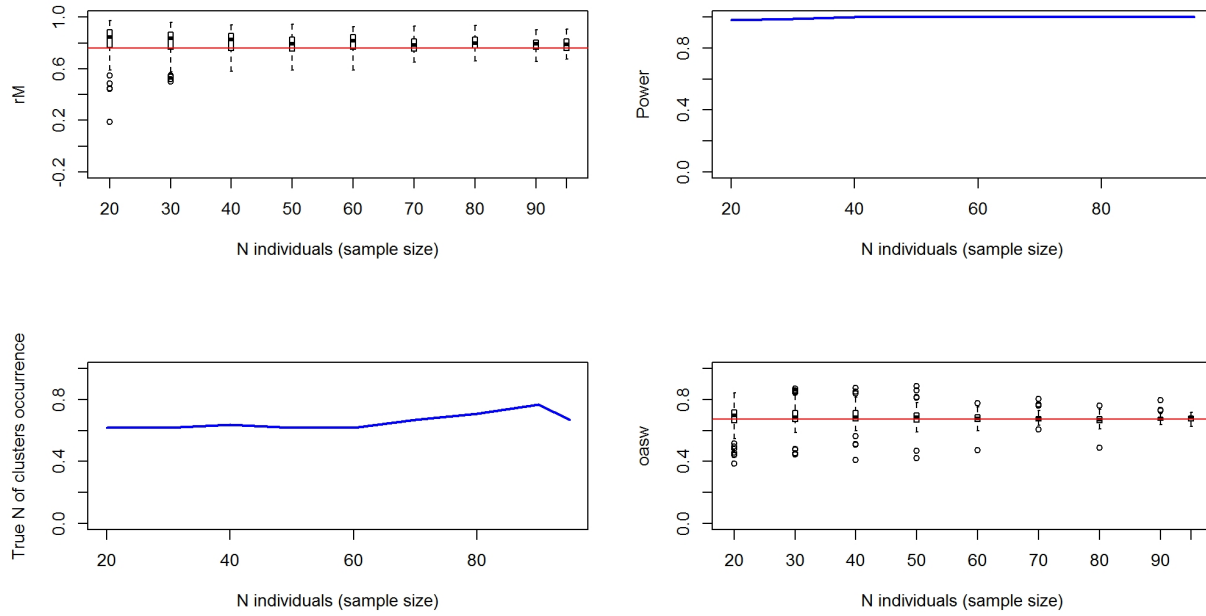 rM
1.0
0.6
0.2
-0.2
20 30 40 50 60 70 80 90
N individuals (sample size)
Power
0.8
0.4
0.0
20 40 60 80
N individuals (sample size)
True N of clusters occurrence
0.8
0.4
0.0
20 40 60 80
N individuals (sample size)
oasw
0.8
0.4
0.0
20 30 40 50 60 70 80 90
N individuals (sample size)